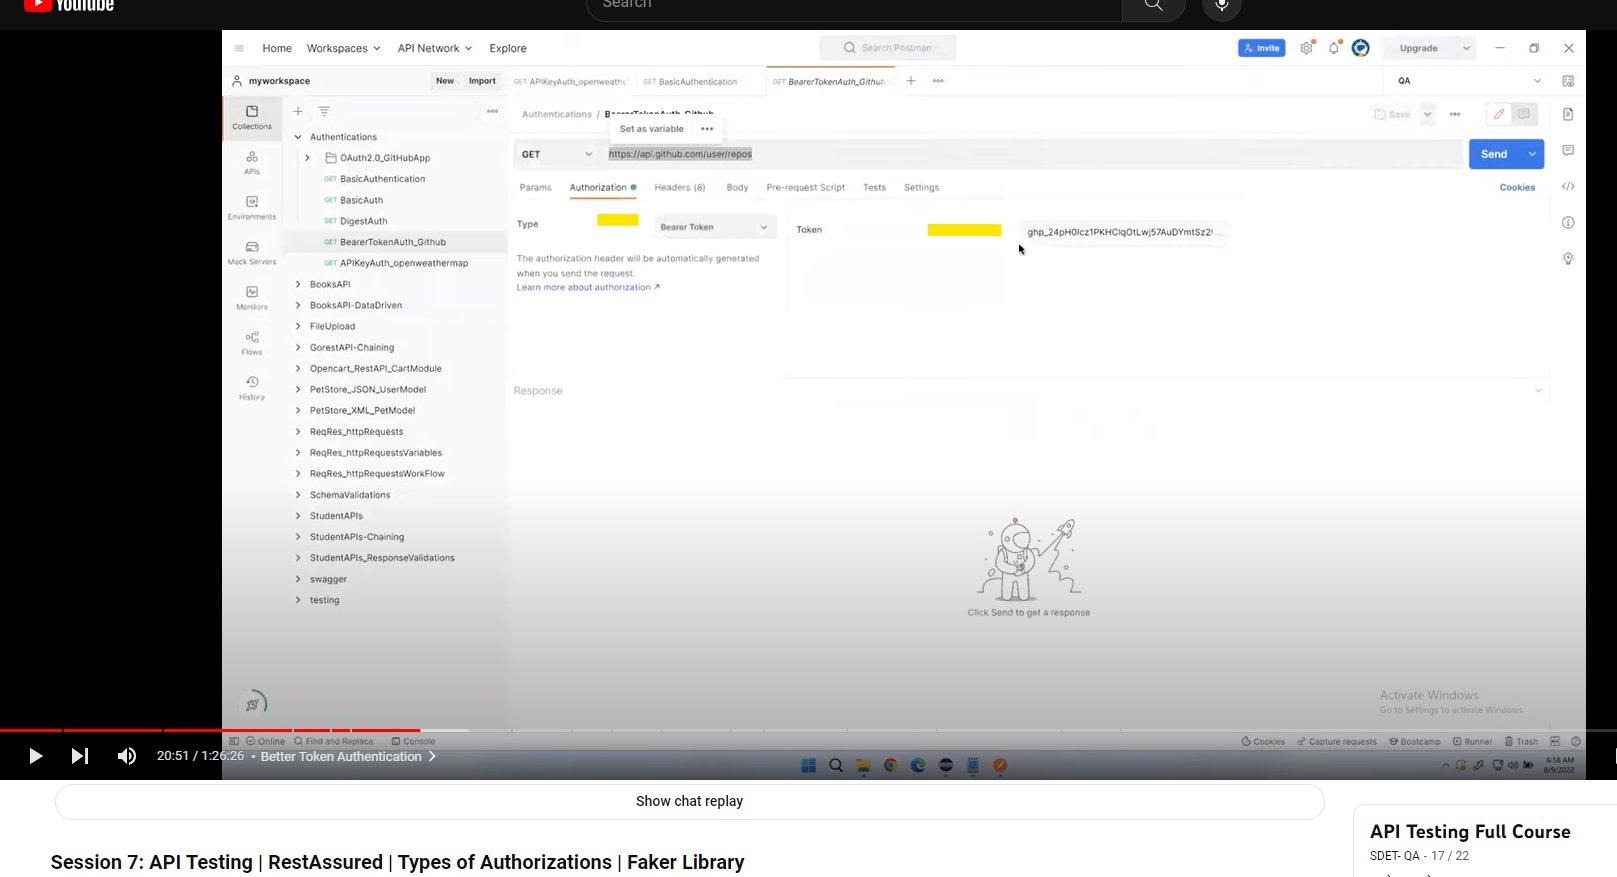 YouTube
Search
Home Workspaces API Network Explore
Search Postman
Invite
Upgrade
myworkspace
New Import
GET APIKeyAuth_openweathe
GET BasicAuthentication
GET BearerTokenAuth_Github
QA
Collections
APIs
Environments
Mock Servers
Monitors
Flows
History
Authentications
OAuth2.0_GitHubApp
GET BasicAuthentication
GET BasicAuth
GET DigestAuth
GET BearerTokenAuth_Github
GET APIKeyAuth_openweathermap
BooksAPI
BooksAPI-DataDriven
FileUpload
GorestAPI-Chaining
Opencart_RestAPI_CartModule
PetStore_JSON_UserModel
PetStore_XML_PetModel
ReqRes_httpRequests
ReqRes_httpRequestsVariables
ReqRes_httpRequestsWorkFlow
SchemaValidations
StudentAPIs
StudentAPIs-Chaining
StudentAPIs_ResponseValidations
swagger
testing
Authentications / BearerTokenAuth_Github
Save
Set as variable
GET
https://api.github.com/user/repos
Send
Params Authorization Headers (8) Body Pre-request Script Tests Settings
Cookies
Type
Bearer Token
Token
The authorization header will be automatically generated
when you send the request.
Learn more about authorization
Response
Click Send to get a response
Activate Windows
Go to Settings to activate Windows.
Online Find and Replace Console
Cookies Capture requests Bootcamp Runner Trash
20:51 / 1:26:26 • Better Token Authentication
6:58 AM
8/9/2022
Show chat replay
Session 7: API Testing | RestAssured | Types of Authorizations | Faker Library
API Testing Full Course
SDET- QA - 17 / 22